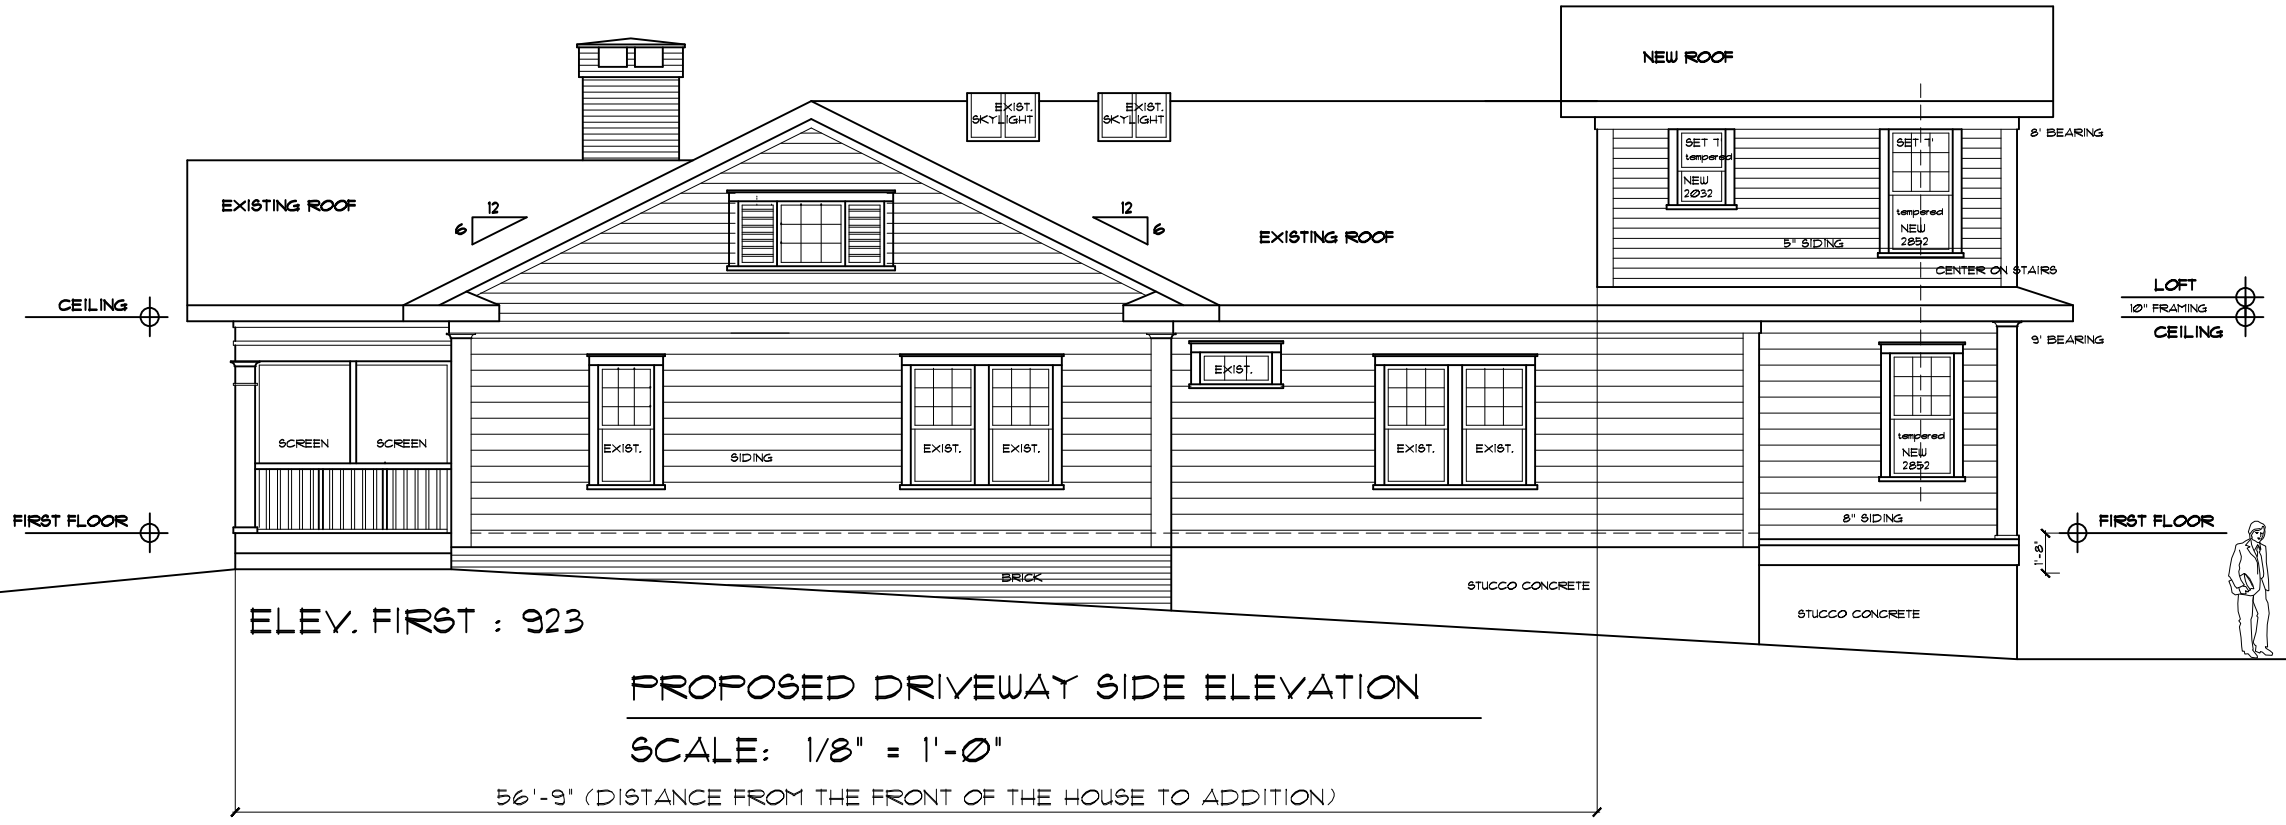 NEW ROOF
EXIST.
SKYLIGHT
EXIST.
SKYLIGHT
8' BEARING
SET 7'
tempered
NEW
2032
SET 7'
tempered
NEW
2852
EXISTING ROOF
12
6
12
6
EXISTING ROOF
5" SIDING
CENTER ON STAIRS
CEILING
LOFT
10" FRAMING
CEILING
9' BEARING
EXIST.
SCREEN
SCREEN
EXIST.
SIDING
EXIST.
EXIST.
EXIST.
EXIST.
tempered
NEW
2852
FIRST FLOOR
8" SIDING
FIRST FLOOR
1'-8"
BRICK
STUCCO CONCRETE
STUCCO CONCRETE
ELEV. FIRST : 923
PROPOSED DRIVEWAY SIDE ELEVATION
SCALE: 1/8" = 1'-0"
56'-9" (DISTANCE FROM THE FRONT OF THE HOUSE TO ADDITION)